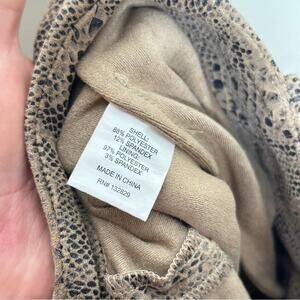 SHELL:
88% POLYESTER
12% SPANDEX
LINING:
97% POLYESTER
3% SPANDEX
MADE IN CHINA
RN# 132829